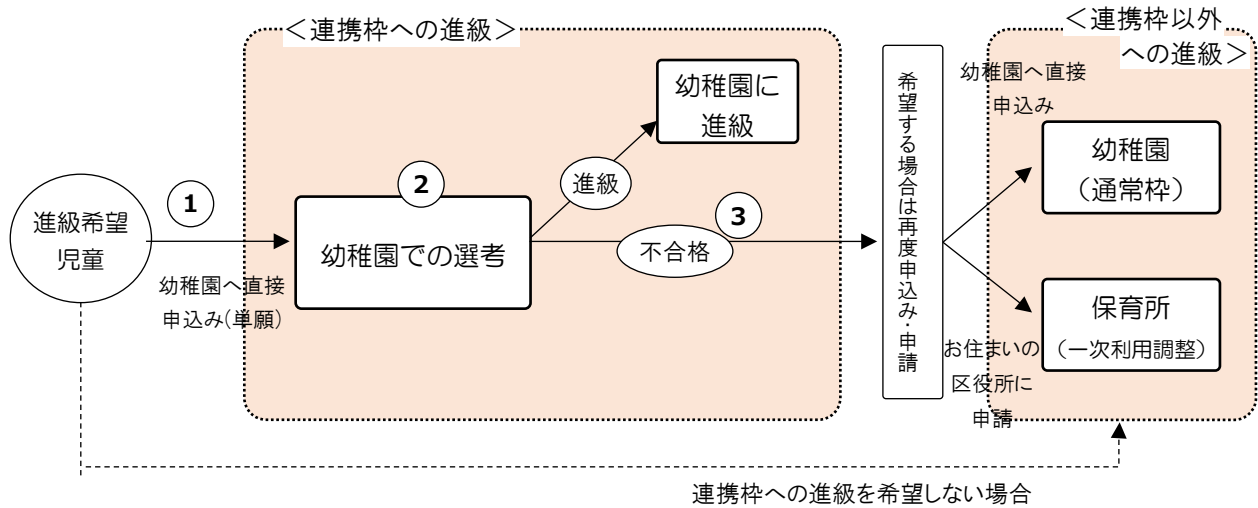 ＜連携枠への進級＞
＜連携枠以外
への進級＞
進級希望
児童
①
幼稚園へ直接
申込み(単願)
②
幼稚園での選考
進級
幼稚園に
進級
③
不合格
希望する場合は再度申込み・申請
幼稚園へ直接
申込み
幼稚園
（通常枠）
お住まいの
区役所に
申請
保育所
（一次利用調整）
連携枠への進級を希望しない場合